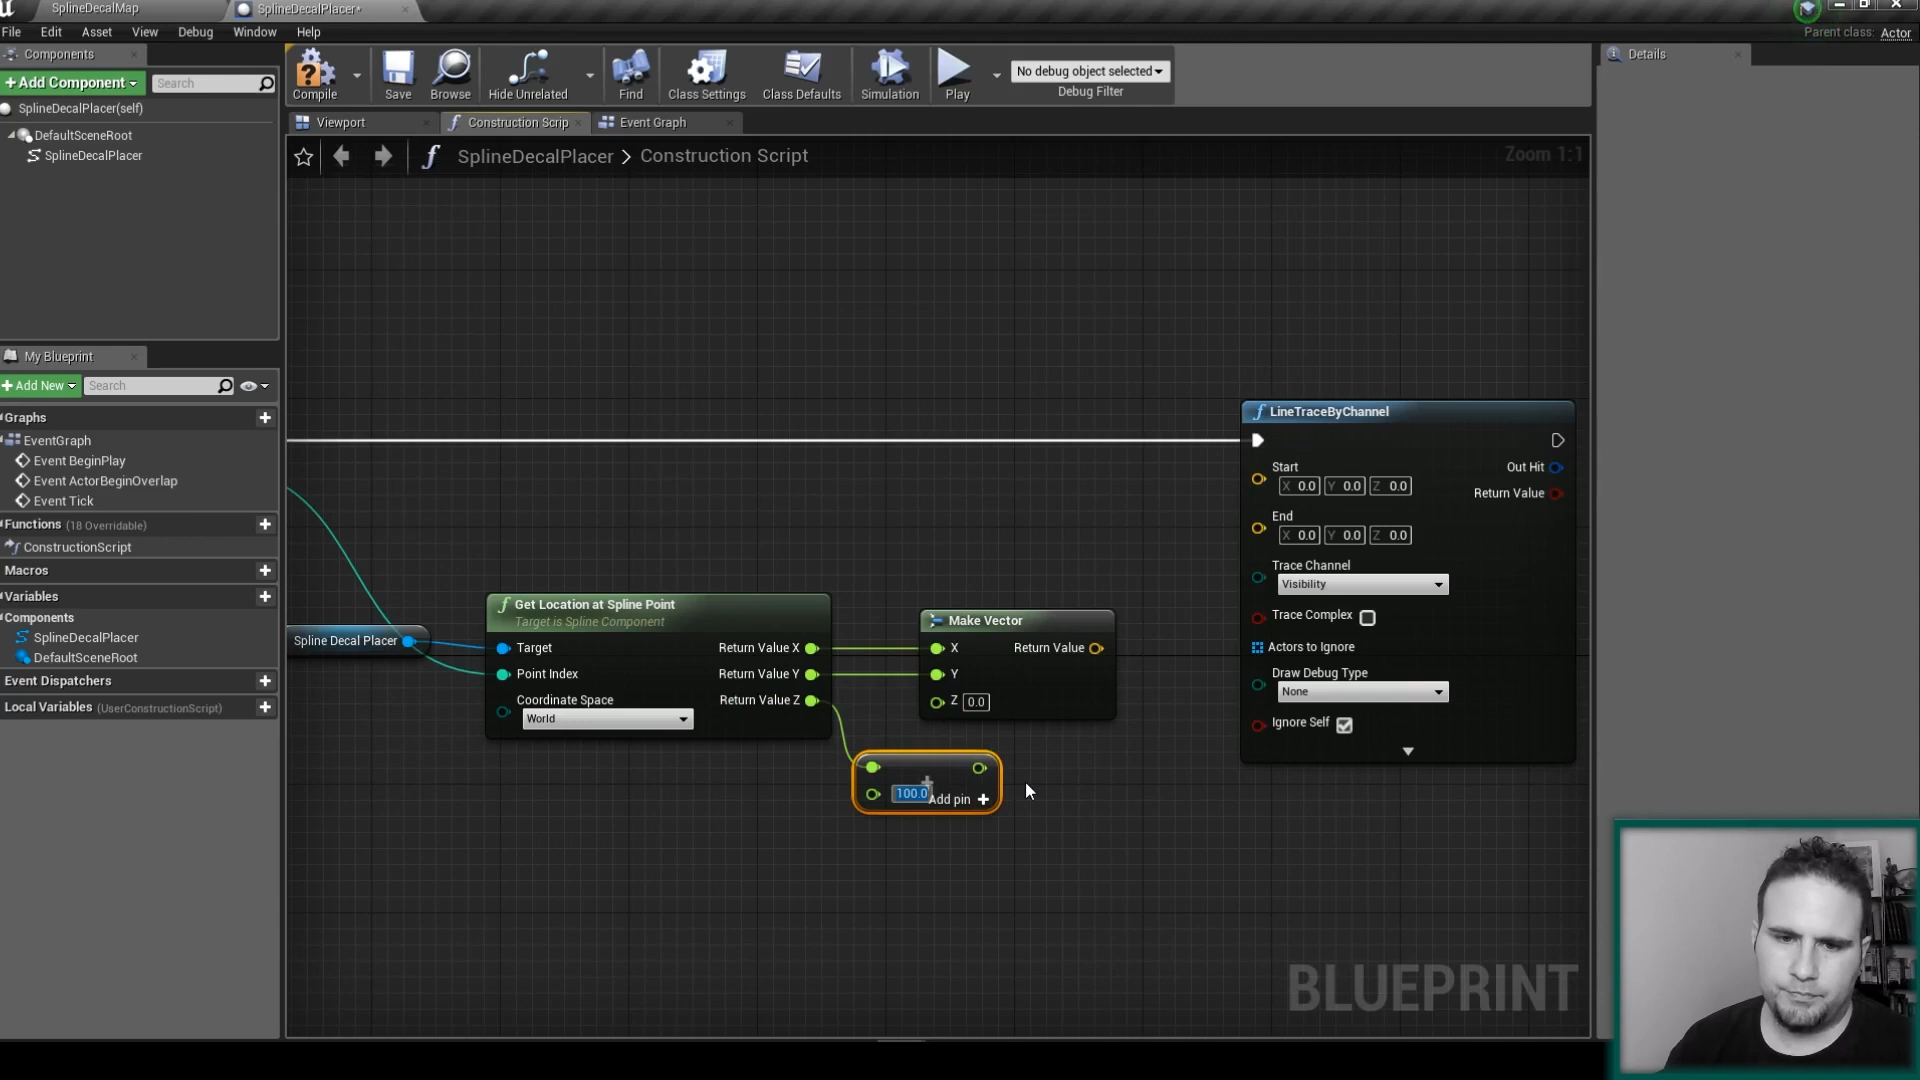 SplineDecalMap
SplineDecalPlacer*
File Edit Asset View Debug Window Help
Parent class: Actor
Components
+Add Component
Search
SplineDecalPlacer(self)
DefaultSceneRoot
SplineDecalPlacer
Compile
Save
Browse
Hide Unrelated
Find
Class Settings
Class Defaults
Simulation
Play
No debug object selected
Debug Filter
Details
Viewport
Construction Scrip
Event Graph
SplineDecalPlacer > Construction Script
Zoom 1:1
My Blueprint
+Add New
Search
Graphs
EventGraph
Event BeginPlay
Event ActorBeginOverlap
Event Tick
Functions (18 Overridable)
ConstructionScript
Macros
Variables
Components
SplineDecalPlacer
DefaultSceneRoot
Event Dispatchers
Local Variables (UserConstructionScript)
Spline Decal Placer
Get Location at Spline Point
Target is Spline Component
Target
Return Value X
Point Index
Return Value Y
Coordinate Space
Return Value Z
World
Make Vector
X
Return Value
Y
Z 0.0
100.0
Add pin +
LineTraceByChannel
Start
Out Hit
X 0.0 Y 0.0 Z 0.0
Return Value
End
X 0.0 Y 0.0 Z 0.0
Trace Channel
Visibility
Trace Complex
Actors to Ignore
Draw Debug Type
None
Ignore Self
BLUEPRINT